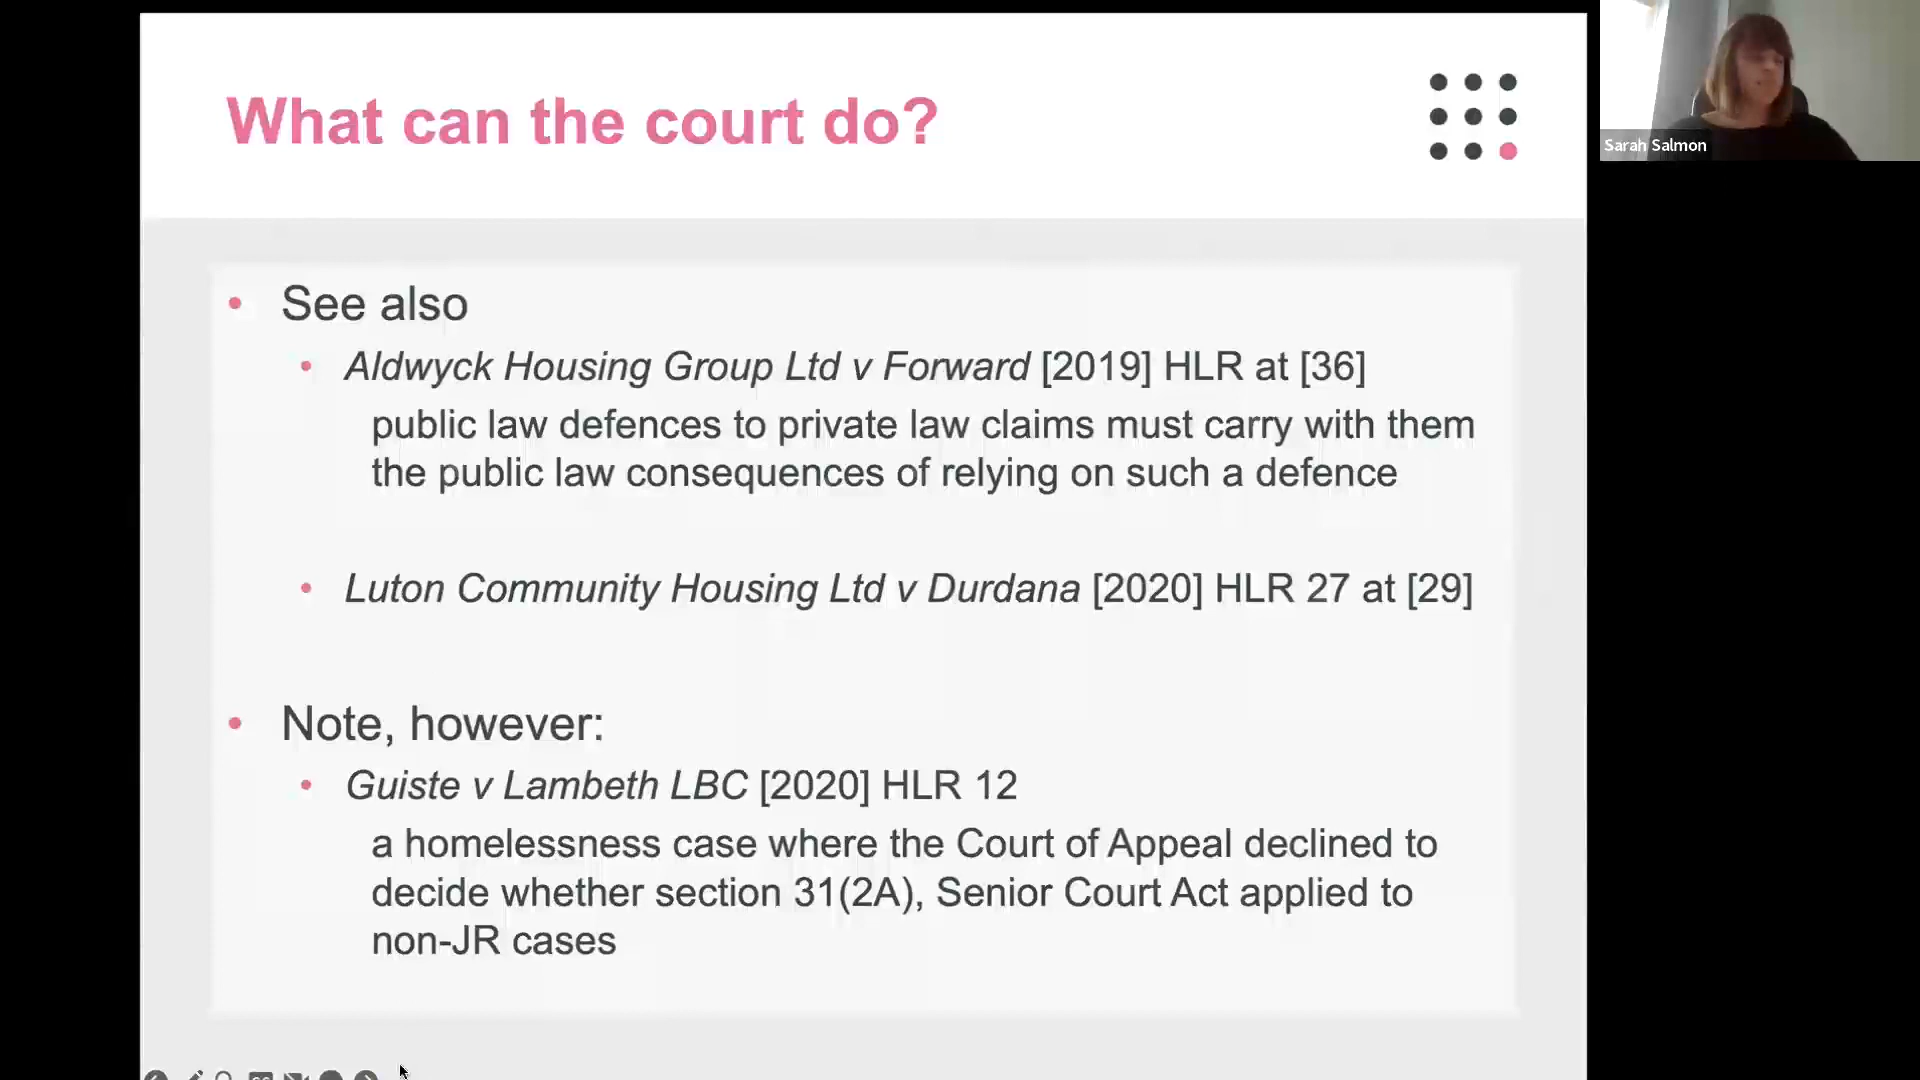 What can the court do?
Sarah Salmon
• See also
• Aldwyck Housing Group Ltd v Forward [2019] HLR at [36]
public law defences to private law claims must carry with them
the public law consequences of relying on such a defence
• Luton Community Housing Ltd v Durdana [2020] HLR 27 at [29]
• Note, however:
• Guiste v Lambeth LBC [2020] HLR 12
a homelessness case where the Court of Appeal declined to
decide whether section 31(2A), Senior Court Act applied to
non-JR cases